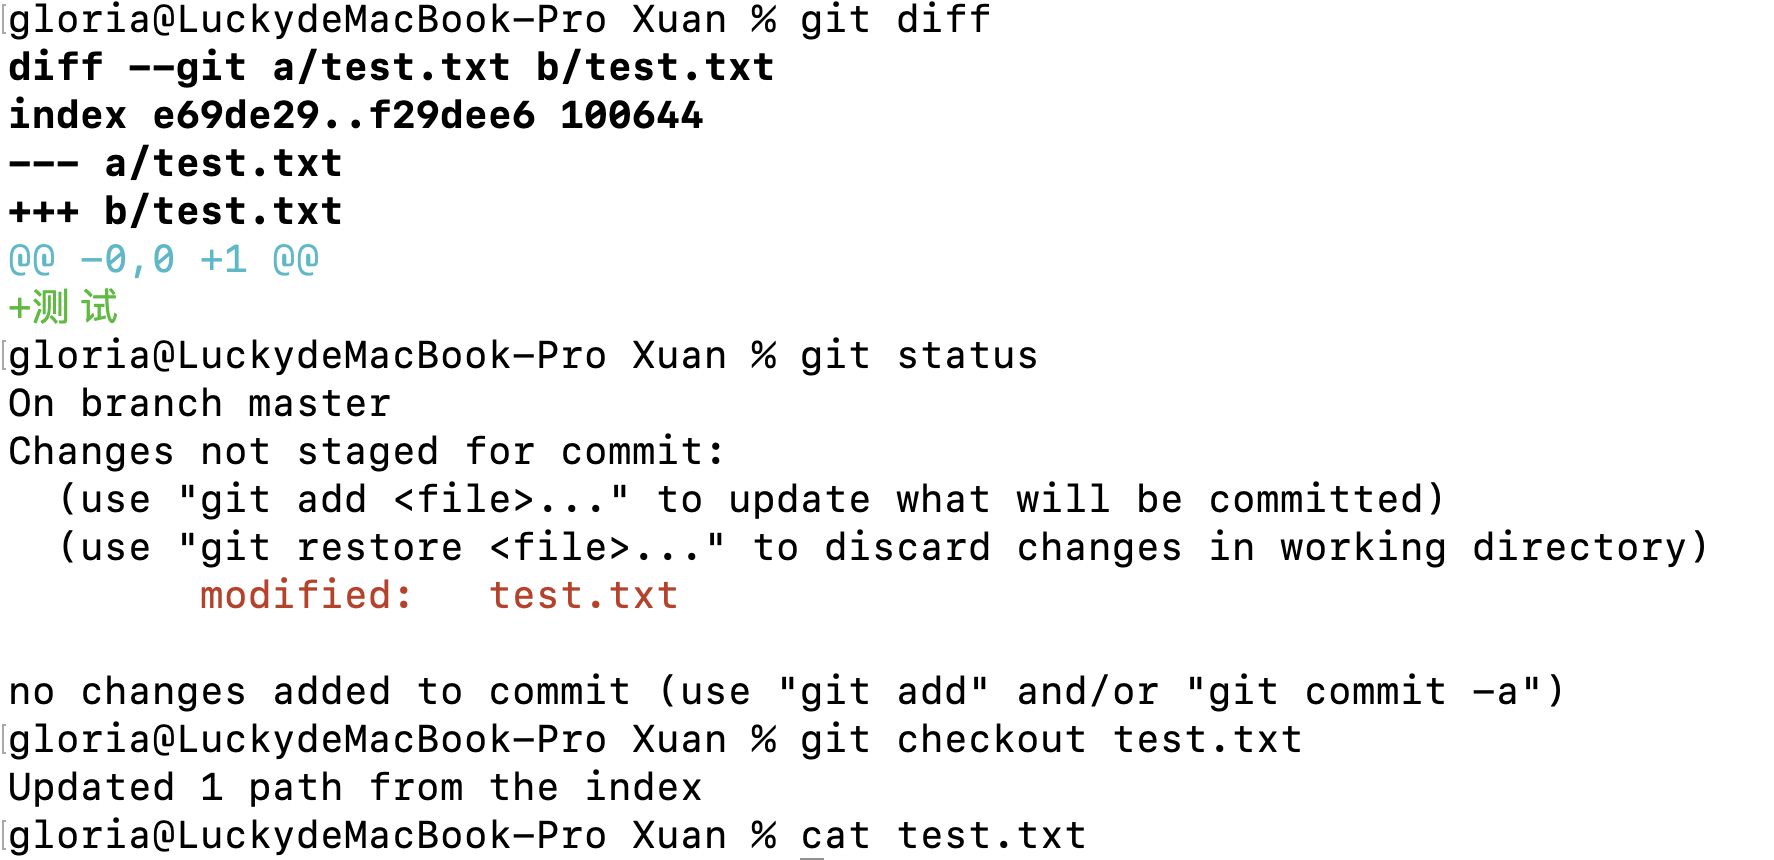 gloria@LuckydeMacBook-Pro Xuan % git diff
diff --git a/test.txt b/test.txt
index e69de29..f29dee6 100644
--- a/test.txt
+++ b/test.txt
@@ -0,0 +1 @@
+测试
gloria@LuckydeMacBook-Pro Xuan % git status
On branch master
Changes not staged for commit:
  (use "git add <file>..." to update what will be committed)
  (use "git restore <file>..." to discard changes in working directory)
        modified:   test.txt

no changes added to commit (use "git add" and/or "git commit -a")
gloria@LuckydeMacBook-Pro Xuan % git checkout test.txt
Updated 1 path from the index
gloria@LuckydeMacBook-Pro Xuan % cat test.txt